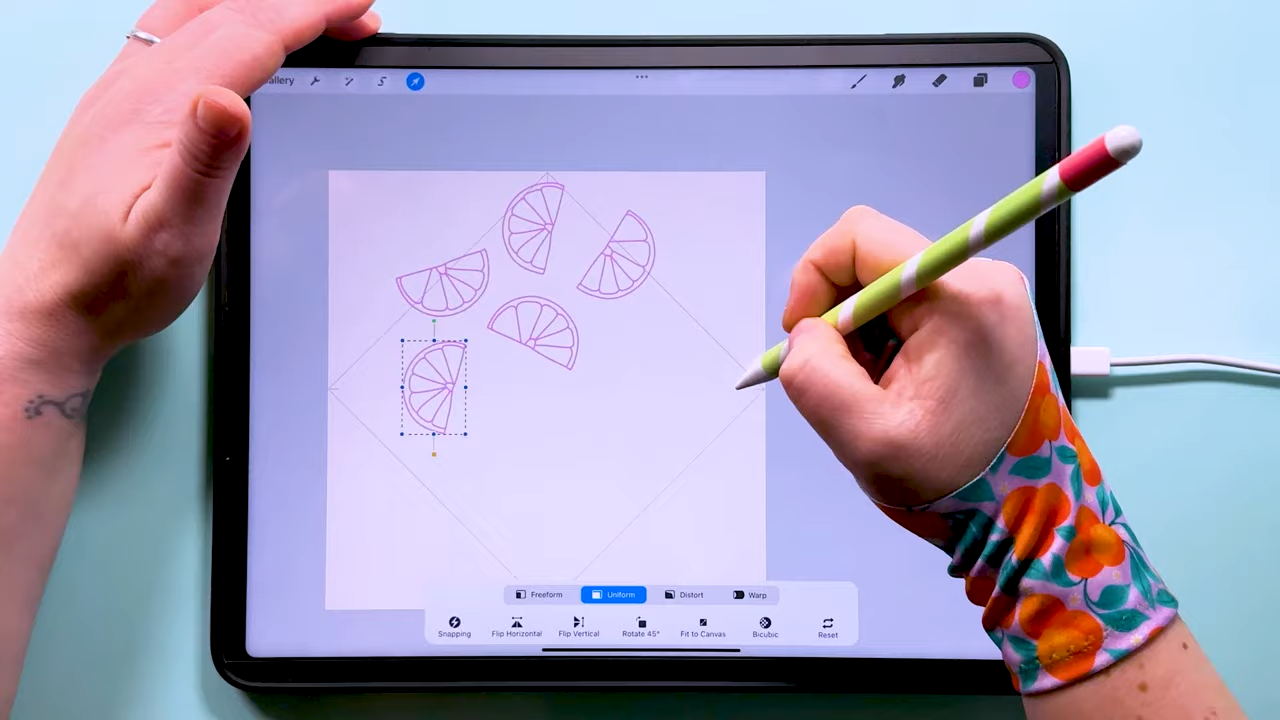 allery
Freeform Uniform Distort Warp
Snapping Flip Horizontal Flip Vertical Rotate 45° Fit to Canvas Bicubic Reset